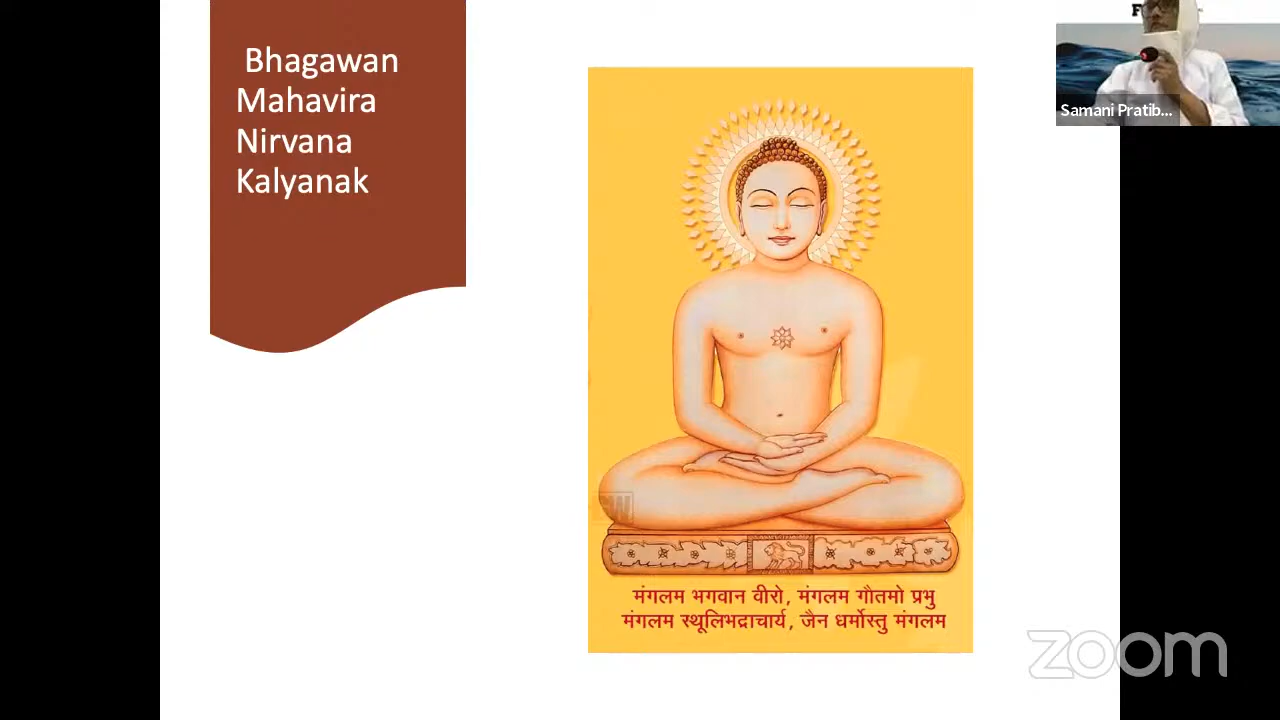 Bhagawan
Mahavira
Nirvana
Kalyanak
Samani Pratib...
मंगलम भगवान वीरो, मंगलम गौतमो प्रभु
मंगलम स्थूलिभद्राचार्य, जैन धर्मोस्तु मंगलम
zoom